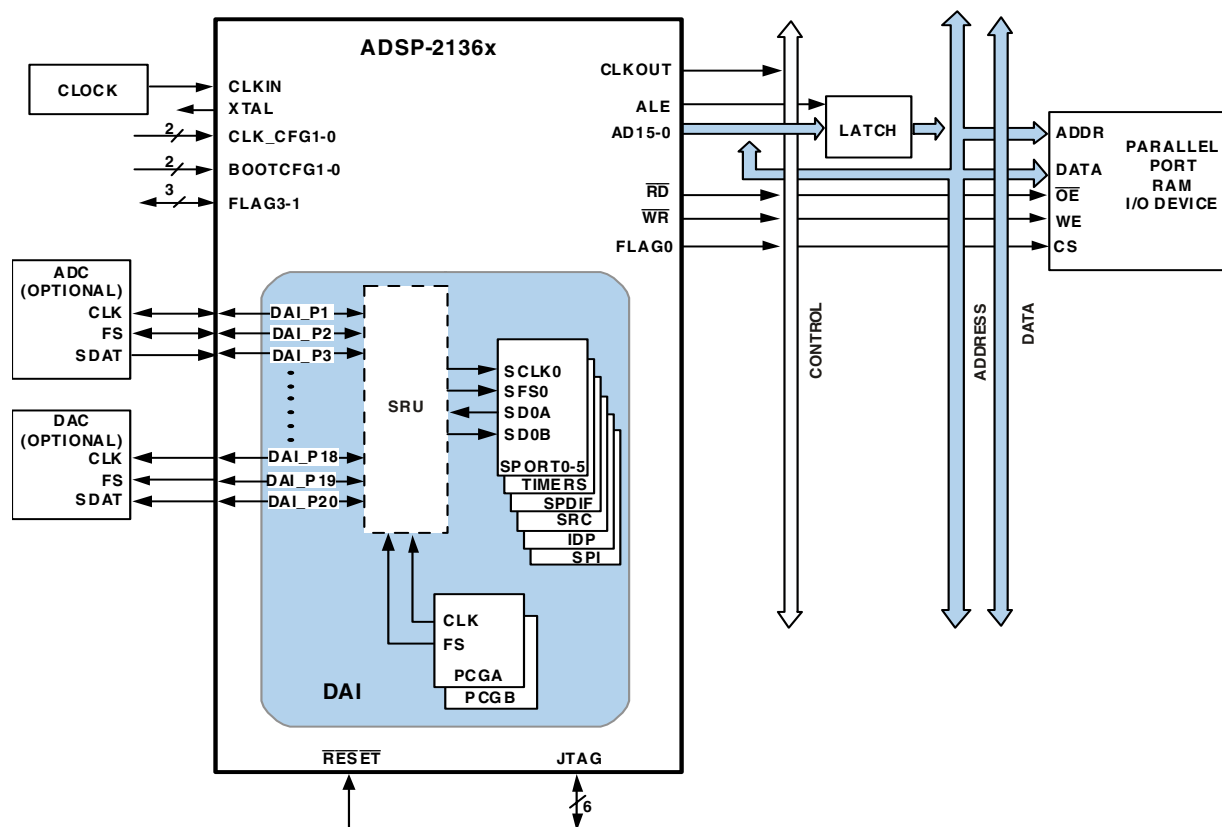 ADSP-2136x
CLOCK
CLKIN
XTAL
2
CLK_CFG1-0
2
BOOTCFG1-0
3
FLAG3-1
CLKOUT
ALE
AD15-0
RD
WR
FLAG0
LATCH
ADDR
DATA
OE
WE
CS
PARALLEL
PORT
RAM
I/O DEVICE
CONTROL
ADDRESS
DATA
ADC
(OPTIONAL)
CLK
FS
SDAT
DAC
(OPTIONAL)
CLK
FS
SDAT
DAI_P1
DAI_P2
DAI_P3
DAI_P18
DAI_P19
DAI_P20
SRU
SCLK0
SFS0
SD0A
SD0B
SPORT0-5
TIMERS
SPDIF
SRC
IDP
SPI
CLK
FS
PCGA
PCGB
DAI
RESET
JTAG
6